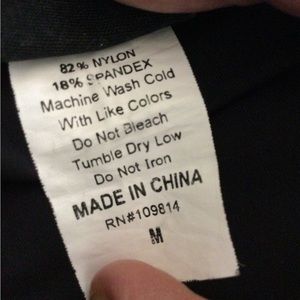 82% NYLON
18% SPANDEX
Machine Wash Cold
With Like Colors
Do Not Bleach
Tumble Dry Low
Do Not Iron
MADE IN CHINA
RN#109814
M